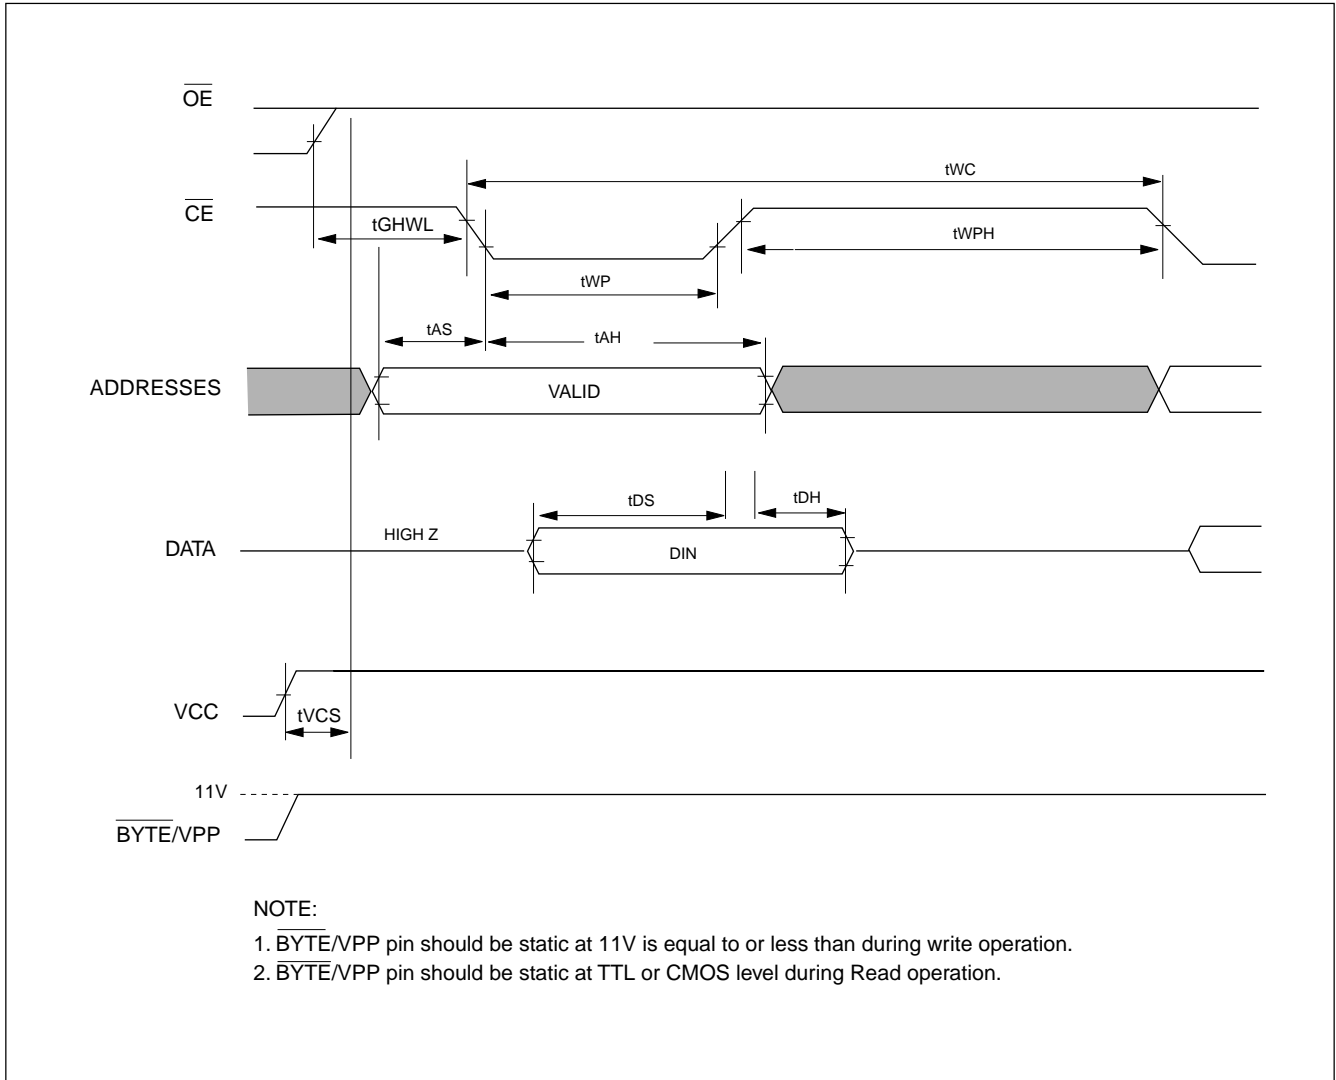 OE
tWC
CE
tGHWL
tWPH
tWP
tAS
tAH
ADDRESSES
VALID
tDS
tDH
HIGH Z
DATA
DIN
VCC
tVCS
11V
BYTE/VPP
NOTE:
1. BYTE/VPP pin should be static at 11V is equal to or less than during write operation.
2. BYTE/VPP pin should be static at TTL or CMOS level during Read operation.